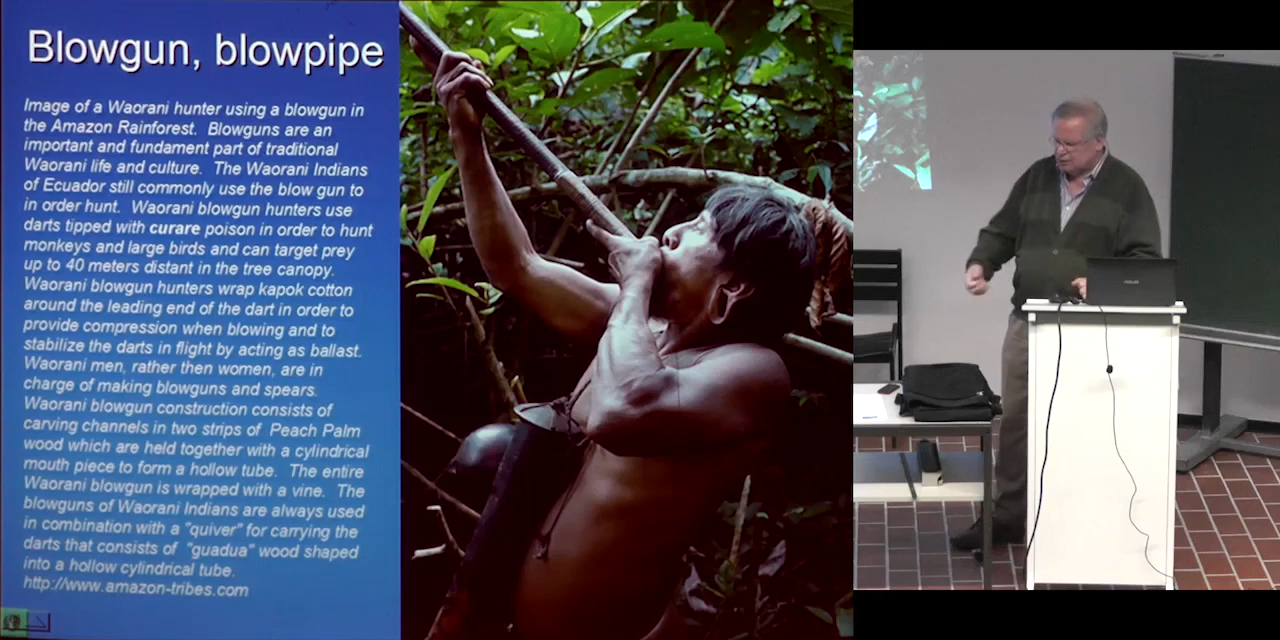 Blowgun, blowpipe
Image of a Waorani hunter using a blowgun in
the Amazon Rainforest. Blowguns are an
important and fundament part of traditional
Waorani life and culture. The Waorani Indians
of Ecuador still commonly use the blow gun to
in order hunt. Waorani blowgun hunters use
darts tipped with curare poison in order to hunt
monkeys and large birds and can target prey
up to 40 meters distant in the tree canopy.
Waorani blowgun hunters wrap kapok cotton
around the leading end of the dart in order to
provide compression when blowing and to
stabilize the darts in flight by acting as ballast.
Waorani men, rather then women, are in
charge of making blowguns and spears.
Waorani blowgun construction consists of
carving channels in two strips of Peach Palm
wood which are held together with a cylindrical
mouth piece to form a hollow tube. The entire
Waorani blowgun is wrapped with a vine. The
blowguns of Waorani Indians are always used
in combination with a "quiver" for carrying the
darts that consists of "guadua" wood shaped
into a hollow cylindrical tube.
http://www.amazon-tribes.com
ASUS